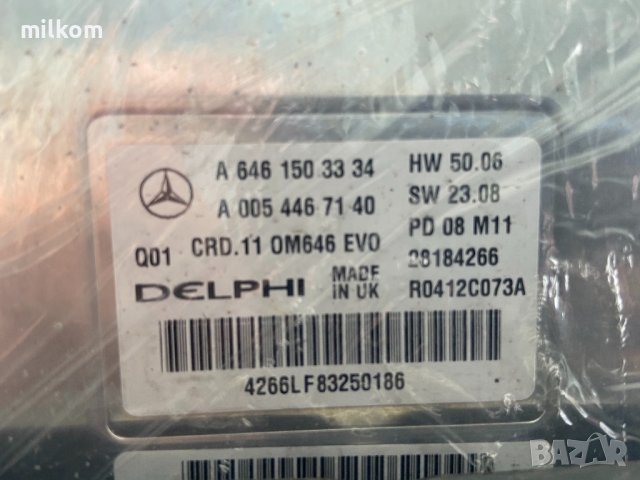 milkom
A 646 150 33 34 HW 50.06
A 005 446 71 40 SW 23.08
Q01 CRD.11 OM646 EVO PD 08 M11
DELPHI MADE IN UK 28184266
R0412C073A
4266LF83250186
BAZAR